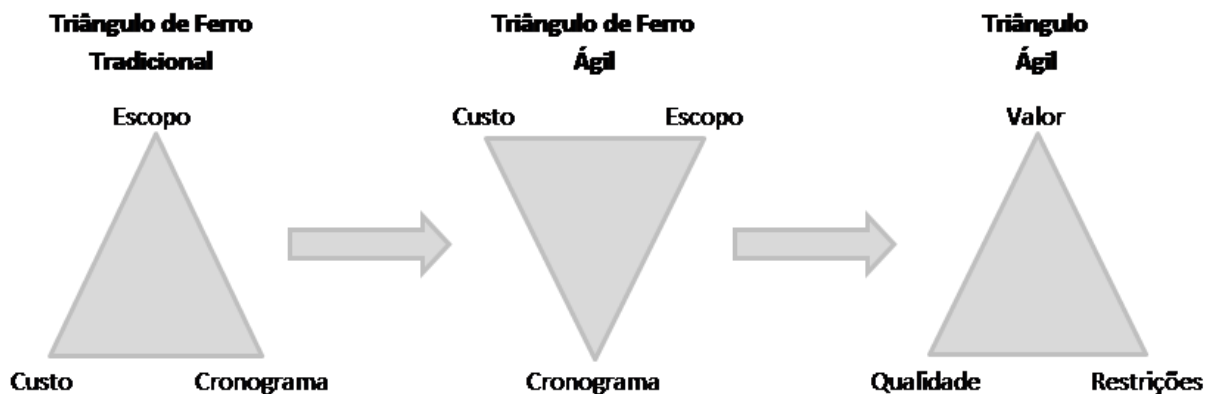 Triângulo de Ferro
Tradicional
Escopo
Custo
Cronograma
Triângulo de Ferro
Ágil
Custo
Escopo
Cronograma
Triângulo
Ágil
Valor
Qualidade
Restrições